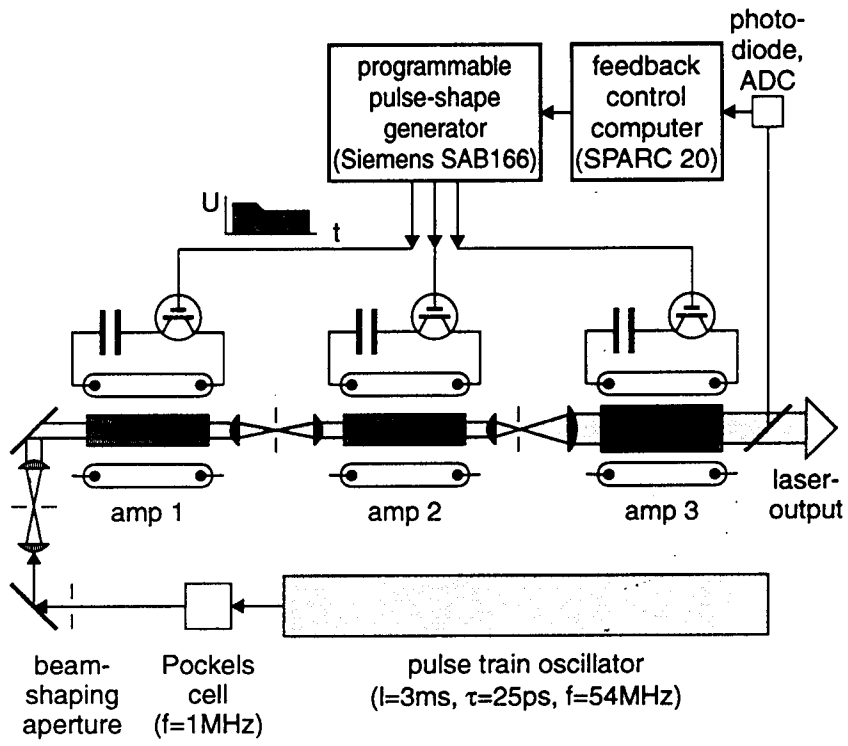 photo-
diode,
ADC
programmable
pulse-shape
generator
(Siemens SAB166)
feedback
control
computer
(SPARC 20)
U
t
amp 1
amp 2
amp 3
laser-
output
beam-
shaping
aperture
Pockels
cell
(f=1MHz)
pulse train oscillator
(l=3ms, τ=25ps, f=54MHz)